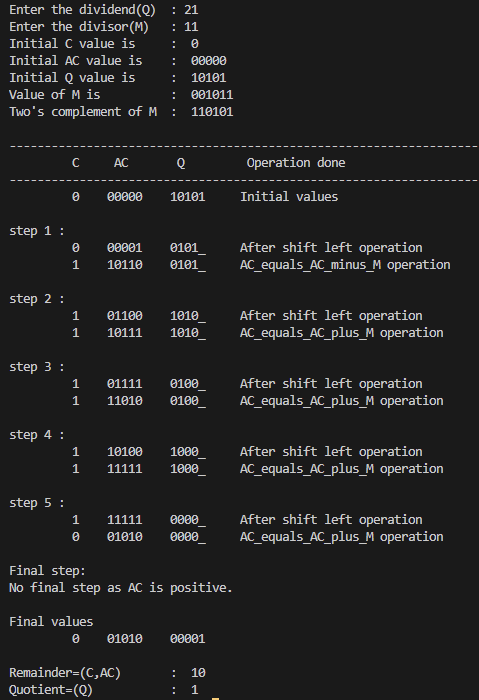 Enter the dividend(Q)  : 21
Enter the divisor(M)   : 11
Initial C value is     :  0
Initial AC value is    :  00000
Initial Q value is     :  10101
Value of M is          :  001011
Two's complement of M  :  110101
-------------------------------------------------------------------
         C     AC       Q         Operation done
-------------------------------------------------------------------
         0    00000    10101     Initial values
step 1 :
         0    00001    0101_     After shift left operation
         1    10110    0101_     AC_equals_AC_minus_M operation
step 2 :
         1    01100    1010_     After shift left operation
         1    10111    1010_     AC_equals_AC_plus_M operation
step 3 :
         1    01111    0100_     After shift left operation
         1    11010    0100_     AC_equals_AC_plus_M operation
step 4 :
         1    10100    1000_     After shift left operation
         1    11111    1000_     AC_equals_AC_plus_M operation
step 5 :
         1    11111    0000_     After shift left operation
         0    01010    0000_     AC_equals_AC_plus_M operation
Final step:
No final step as AC is positive.
Final values
         0    01010    00001
Remainder=(C,AC)       :  10
Quotient=(Q)           :  1